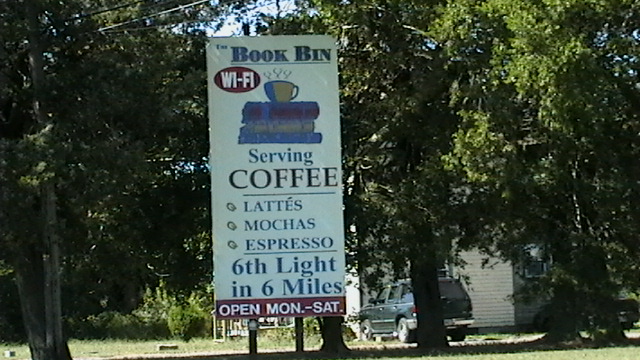 THE BOOK BIN
WI-FI
Serving
COFFEE
LATTÉS
MOCHAS
ESPRESSO
6th Light
in 6 Miles
OPEN MON.-SAT.